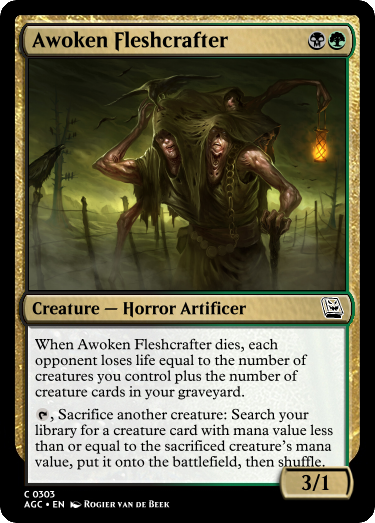 Awoken Fleshcrafter
Creature — Horror Artificer
When Awoken Fleshcrafter dies, each
opponent loses life equal to the number of
creatures you control plus the number of
creature cards in your graveyard.
, Sacrifice another creature: Search your
library for a creature card with mana value less
than or equal to the sacrificed creature's mana
value, put it onto the battlefield, then shuffle.
3/1
C 0303
AGC • EN Rogier van de Beek